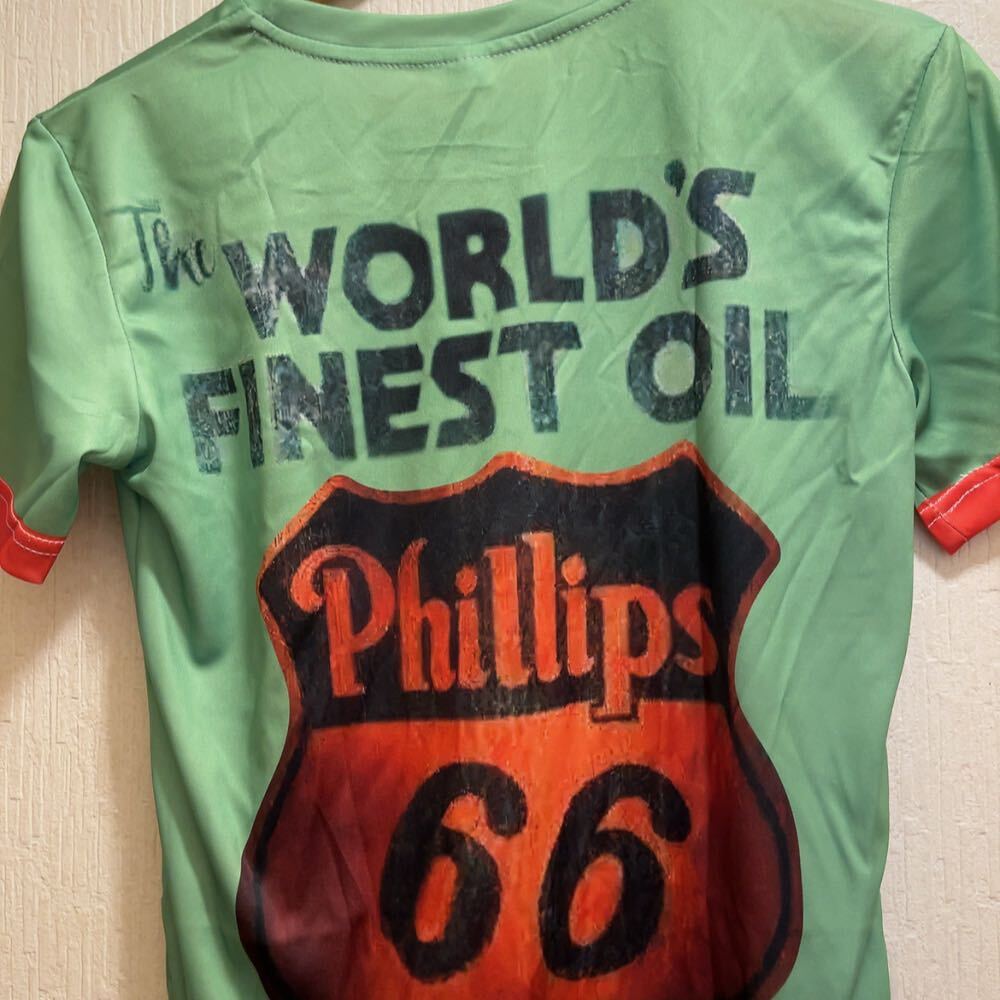 The WORLD'S
FINEST OIL
Phillips
66